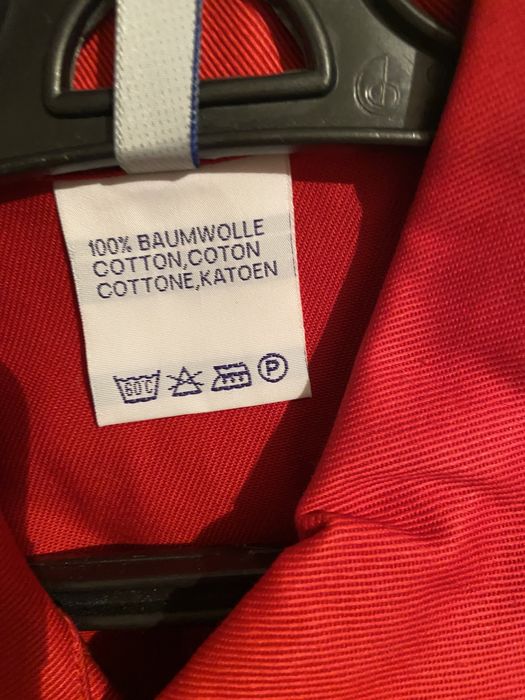 100% BAUMWOLLE
COTTON,COTON
COTTONE,KATOEN
60°C P